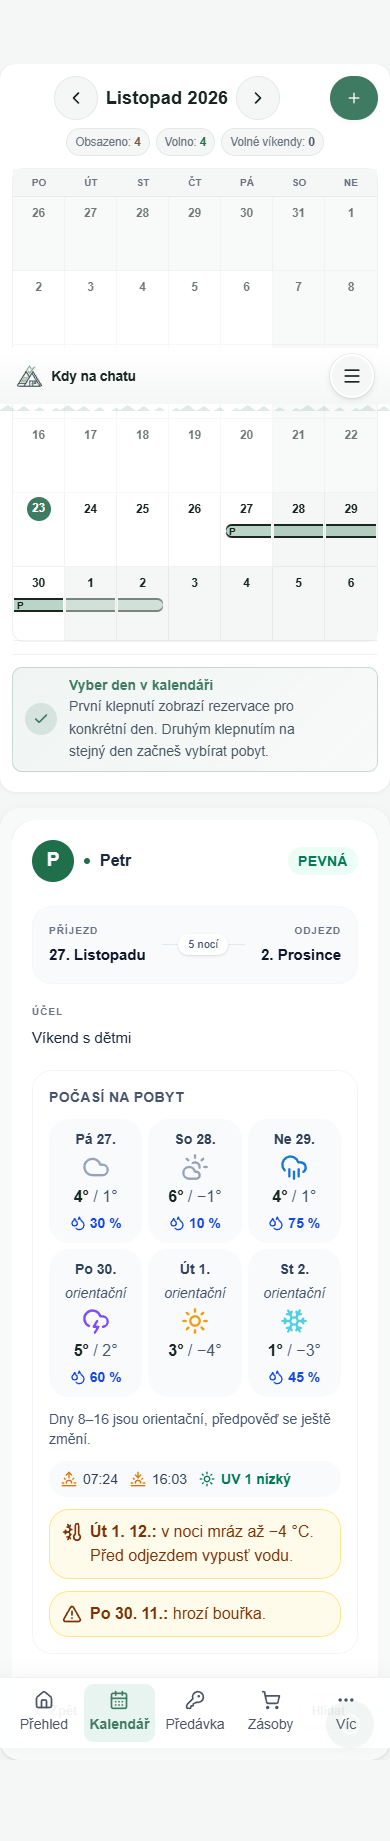 Listopad 2026
Obsazeno: 4 Volno: 4 Volné víkendy: 0
PO ÚT ST ČT PÁ SO NE
26 27 28 29 30 31 1
2 3 4 5 6 7 8
Kdy na chatu
16 17 18 19 20 21 22
23 24 25 26 27 28 29
P
30 1 2 3 4 5 6
P
Vyber den v kalendáři
První klepnutí zobrazí rezervace pro
konkrétní den. Druhým klepnutím na
stejný den začneš vybírat pobyt.
P • Petr PEVNÁ
PŘÍJEZD ODJEZD
27. Listopadu 5 nocí 2. Prosince
ÚČEL
Víkend s dětmi
POČASÍ NA POBYT
Pá 27. So 28. Ne 29.
4° / 1° 6° / −1° 4° / 1°
30 % 10 % 75 %
Po 30. Út 1. St 2.
orientační orientační orientační
5° / 2° 3° / −4° 1° / −3°
60 % 45 %
Dny 8–16 jsou orientační, předpověď se ještě
změní.
07:24 16:03 UV 1 nízký
Út 1. 12.: v noci mráz až −4 °C.
Před odjezdem vypusť vodu.
Po 30. 11.: hrozí bouřka.
Přehled Kalendář Předávka Zásoby Víc